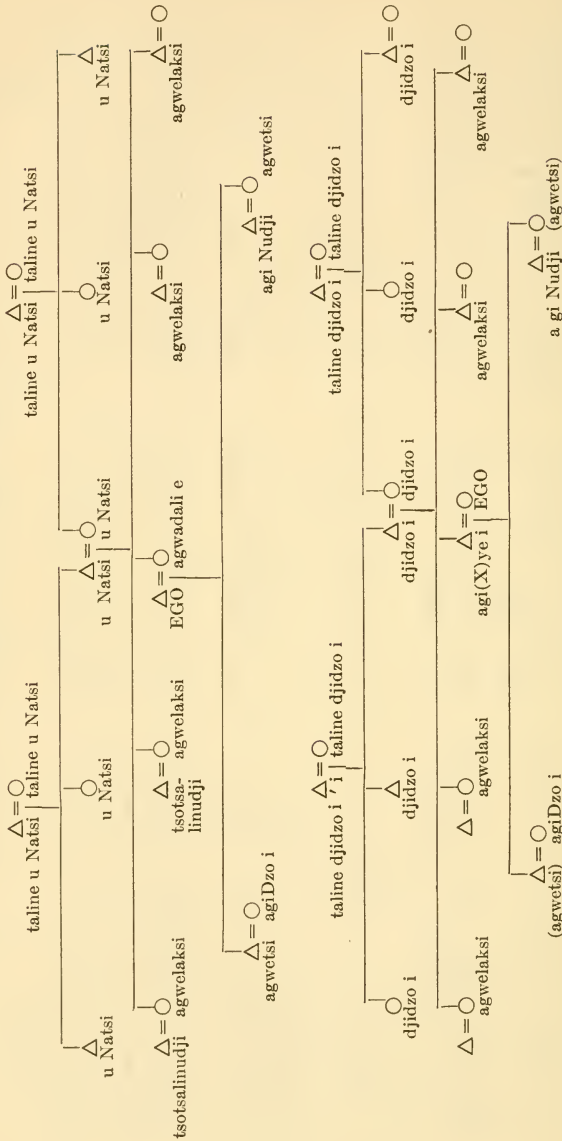 taline u Natsi taline u Natsi taline u Natsi taline u Natsi
u Natsi u Natsi u Natsi u Natsi u Natsi u Natsi
tsotsalinudji agwelaksi tsotsa- agwelaksi EGO agwadali e agwelaksi agwelaksi
linudji
agwetsi agiDzo i agi Nudji agwetsi
taline djidzo i ' i taline djidzo i taline djidzo i taline djidzo i
djidzo i djidzo i djidzo i djidzo i djidzo i djidzo i
agwelaksi agwelaksi agi(X)ye i EGO agwelaksi agwelaksi
(agwetsi) agiDzo i a gi Nudji (agwetsi)